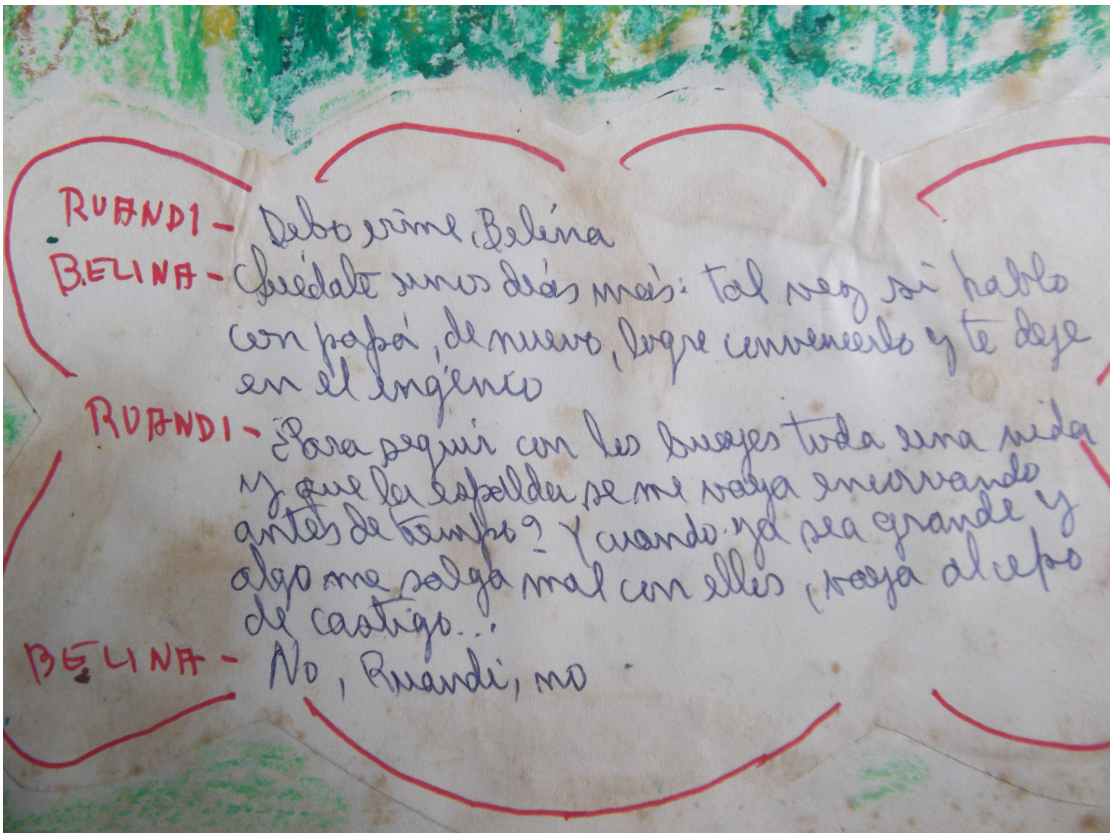 RUANDI- Debo irme, Belina
BELINA- Quédate unos días más: tal vez si hablo
con papá, de nuevo, logre convencerlo y te deje
en el ingenio
RUANDI- ¿Para seguir con los bueyes toda una vida
y que la espalda se me vaya encorvando
antes de tiempo? Y cuando ya sea grande y
algo me salga mal con ellos, vaya al cepo
de castigo...
BELINA- No, Ruandi, no